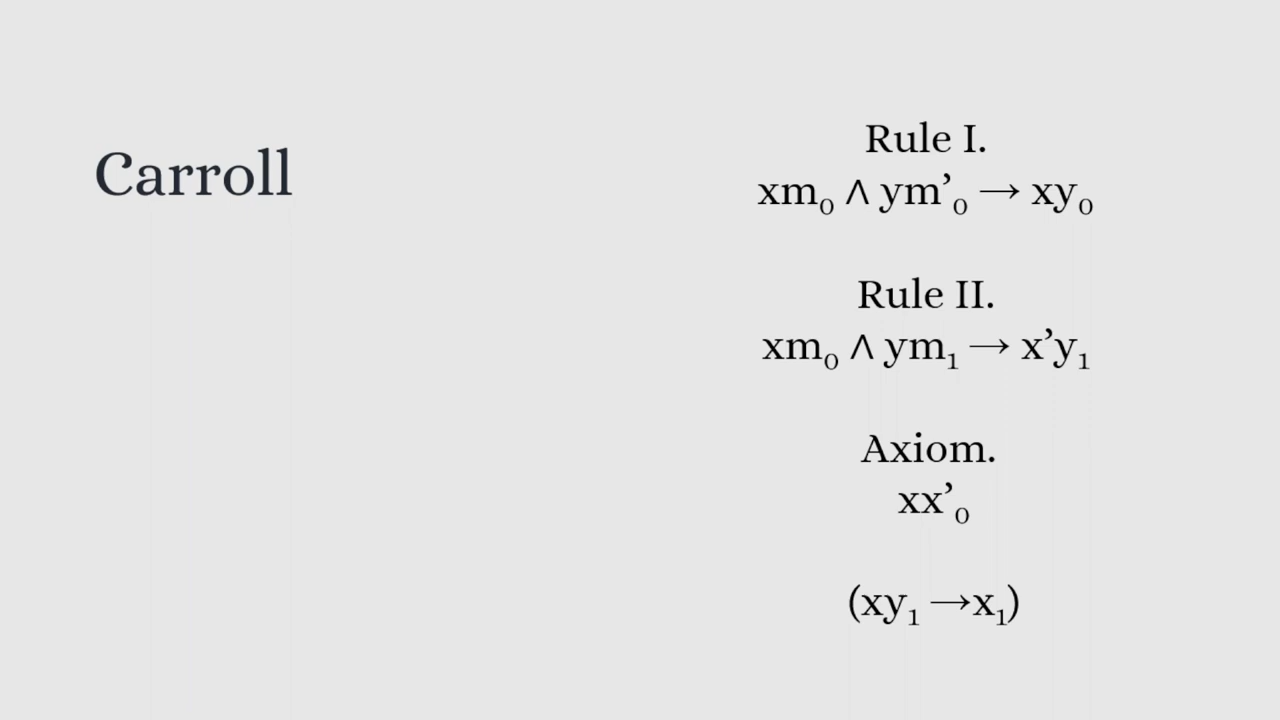 Carroll
Rule I.
xm₀ ∧ ym’₀ → xy₀
Rule II.
xm₀ ∧ ym₁ → x’y₁
Axiom.
xx’₀
(xy₁ →x₁)